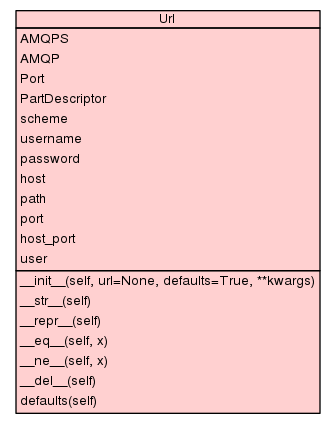 Url
AMQPS
AMQP
Port
PartDescriptor
scheme
username
password
host
path
port
host_port
user
__init__(self, url=None, defaults=True, **kwargs)
__str__(self)
__repr__(self)
__eq__(self, x)
__ne__(self, x)
__del__(self)
defaults(self)